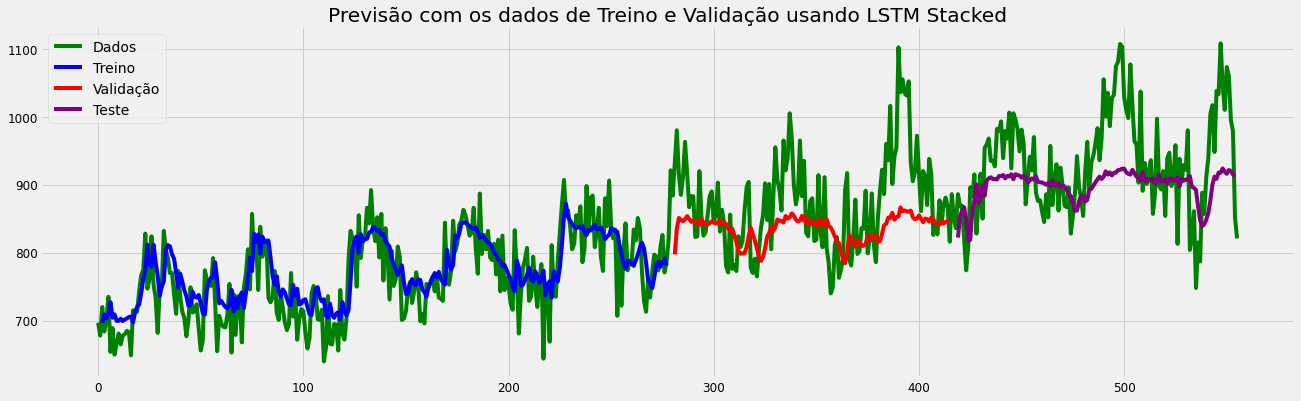 Previsão com os dados de Treino e Validação usando LSTM Stacked
Dados
Treino
Validação
Teste
1100
1000
900
800
700
0 100 200 300 400 500